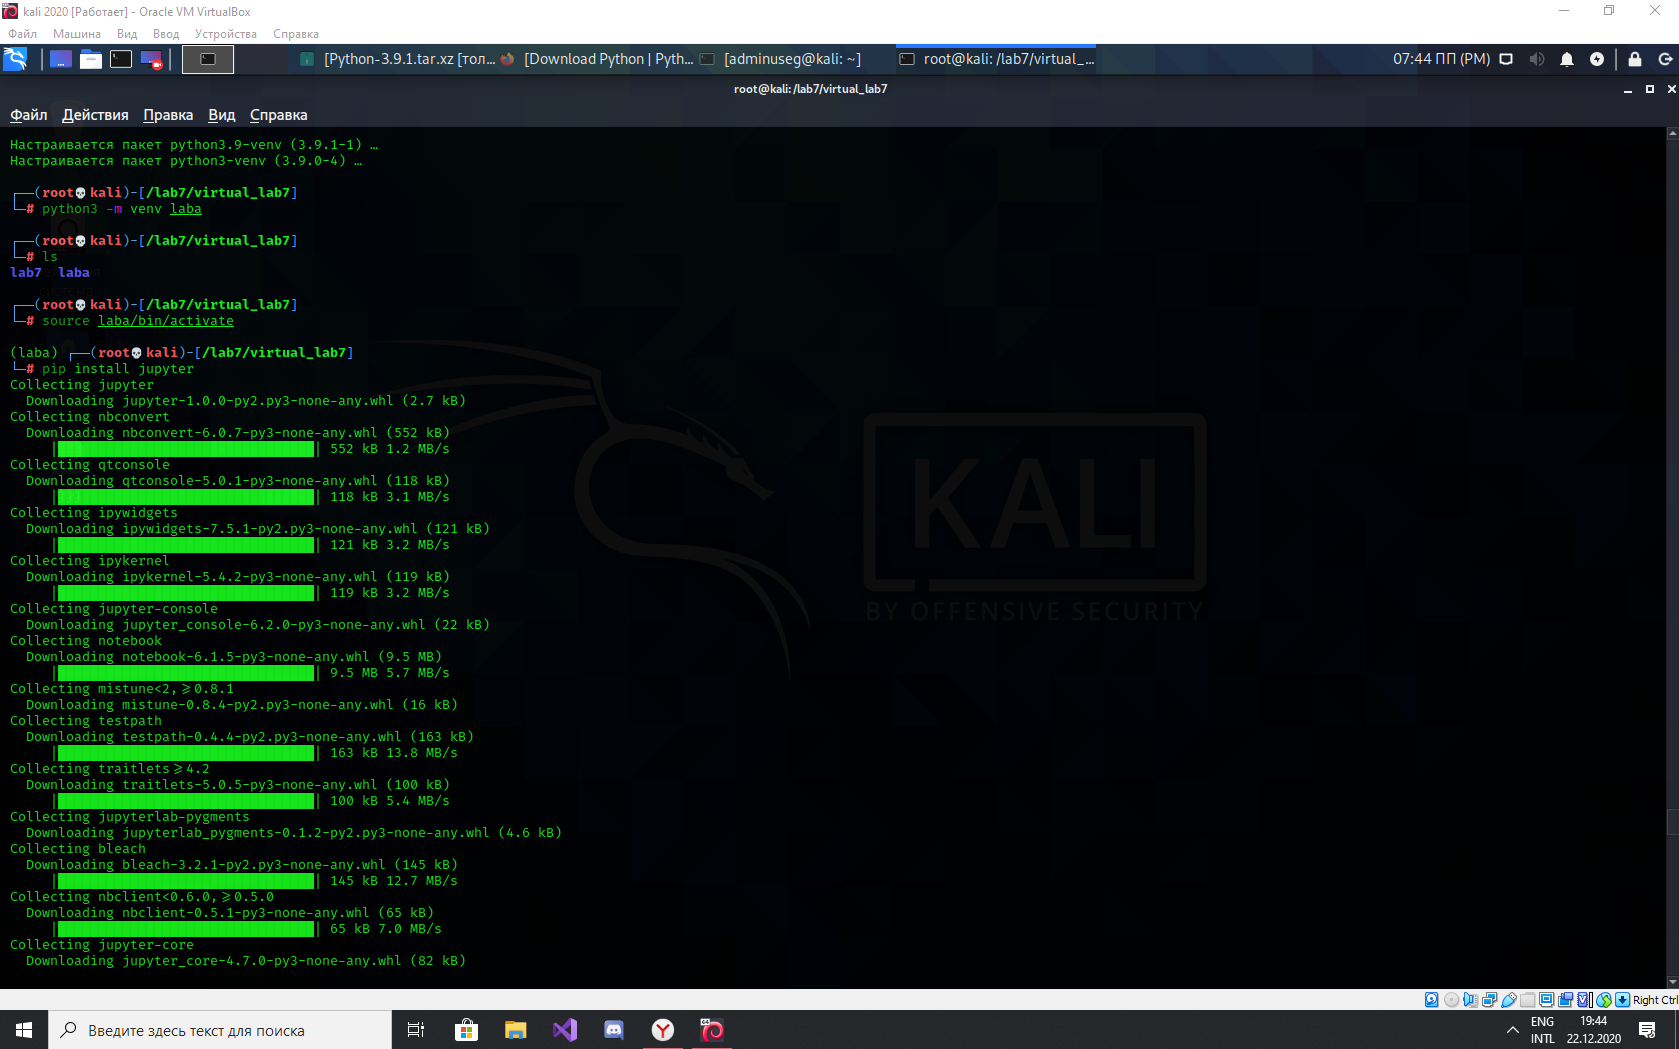 kali 2020 [Работает] - Oracle VM VirtualBox
Файл Машина Вид Ввод Устройства Справка
[Python-3.9.1.tar.xz [тол... [Download Python | Pyth... [adminuseg@kali: ~] root@kali: /lab7/virtual_... 07:44 ПП (PM)
root@kali: /lab7/virtual_lab7
Файл Действия Правка Вид Справка
Настраивается пакет python3.9-venv (3.9.1-1) …
Настраивается пакет python3-venv (3.9.0-4) …
┌──(root💀kali)-[/lab7/virtual_lab7]
└─# python3 -m venv laba
┌──(root💀kali)-[/lab7/virtual_lab7]
└─# ls
lab7 laba
┌──(root💀kali)-[/lab7/virtual_lab7]
└─# source laba/bin/activate
(laba) ┌──(root💀kali)-[/lab7/virtual_lab7]
└─# pip install jupyter
Collecting jupyter
Downloading jupyter-1.0.0-py2.py3-none-any.whl (2.7 kB)
Collecting nbconvert
Downloading nbconvert-6.0.7-py3-none-any.whl (552 kB)
|████████████████████████████████| 552 kB 1.2 MB/s
Collecting qtconsole
Downloading qtconsole-5.0.1-py3-none-any.whl (118 kB)
|████████████████████████████████| 118 kB 3.1 MB/s
Collecting ipywidgets
Downloading ipywidgets-7.5.1-py2.py3-none-any.whl (121 kB)
|████████████████████████████████| 121 kB 3.2 MB/s
Collecting ipykernel
Downloading ipykernel-5.4.2-py3-none-any.whl (119 kB)
|████████████████████████████████| 119 kB 3.2 MB/s
Collecting jupyter-console
Downloading jupyter_console-6.2.0-py3-none-any.whl (22 kB)
Collecting notebook
Downloading notebook-6.1.5-py3-none-any.whl (9.5 MB)
|████████████████████████████████| 9.5 MB 5.7 MB/s
Collecting mistune<2,>=0.8.1
Downloading mistune-0.8.4-py2.py3-none-any.whl (16 kB)
Collecting testpath
Downloading testpath-0.4.4-py2.py3-none-any.whl (163 kB)
|████████████████████████████████| 163 kB 13.8 MB/s
Collecting traitlets>=4.2
Downloading traitlets-5.0.5-py3-none-any.whl (100 kB)
|████████████████████████████████| 100 kB 5.4 MB/s
Collecting jupyterlab-pygments
Downloading jupyterlab_pygments-0.1.2-py2.py3-none-any.whl (4.6 kB)
Collecting bleach
Downloading bleach-3.2.1-py2.py3-none-any.whl (145 kB)
|████████████████████████████████| 145 kB 12.7 MB/s
Collecting nbclient<0.6.0,>=0.5.0
Downloading nbclient-0.5.1-py3-none-any.whl (65 kB)
|████████████████████████████████| 65 kB 7.0 MB/s
Collecting jupyter-core
Downloading jupyter_core-4.7.0-py3-none-any.whl (82 kB)
KALI
BY OFFENSIVE SECURITY
Right Ctrl
Введите здесь текст для поиска
ENG 19:44
INTL 22.12.2020